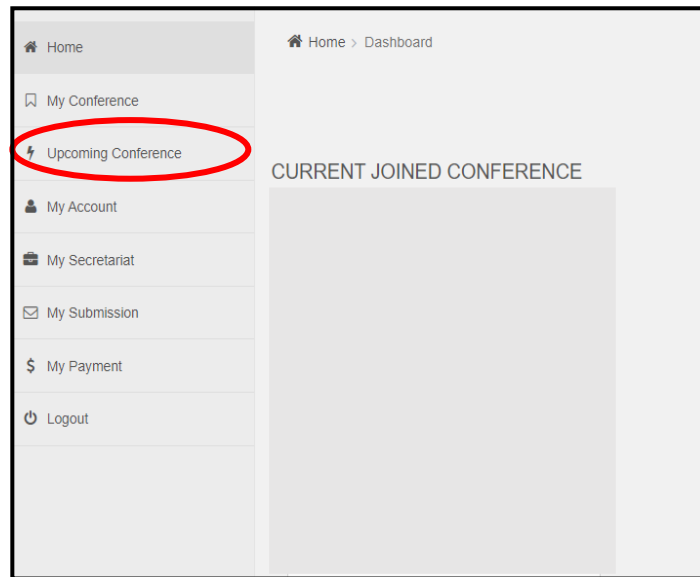 Home
My Conference
Upcoming Conference
My Account
My Secretariat
My Submission
$ My Payment
Logout
Home > Dashboard
CURRENT JOINED CONFERENCE